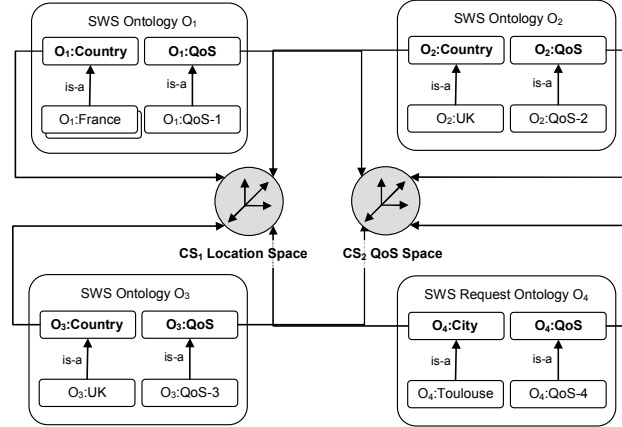 SWS Ontology O₁
O₁:Country
O₁:QoS
is-a
is-a
O₁:France
O₁:QoS-1
SWS Ontology O₂
O₂:Country
O₂:QoS
is-a
is-a
O₂:UK
O₂:QoS-2
CS₁ Location Space
CS₂ QoS Space
SWS Ontology O₃
O₃:Country
O₃:QoS
is-a
is-a
O₃:UK
O₃:QoS-3
SWS Request Ontology O₄
O₄:City
O₄:QoS
is-a
is-a
O₄:Toulouse
O₄:QoS-4